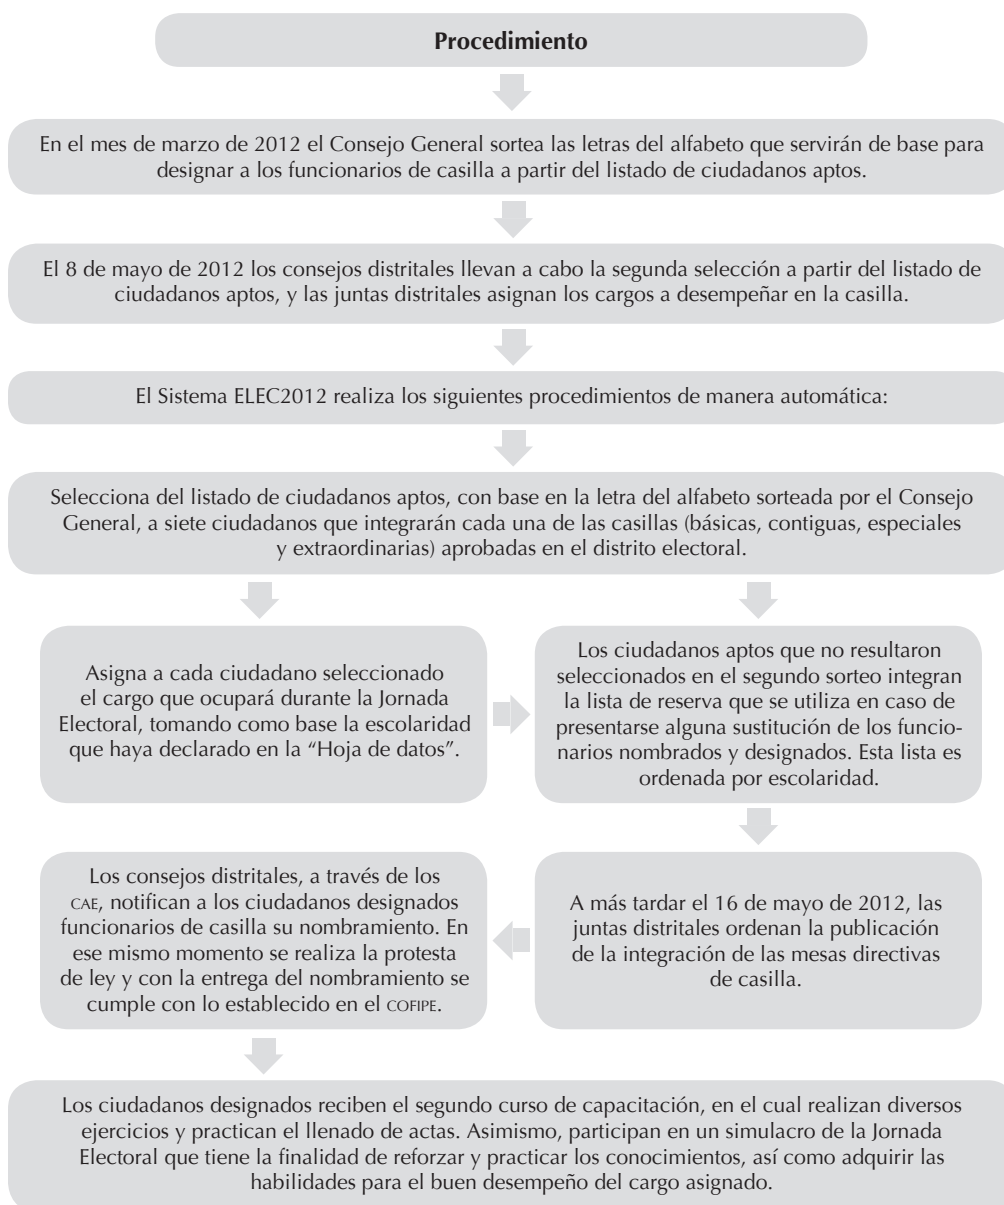 Procedimiento
En el mes de marzo de 2012 el Consejo General sortea las letras del alfabeto que servirán de base para
designar a los funcionarios de casilla a partir del listado de ciudadanos aptos.
El 8 de mayo de 2012 los consejos distritales llevan a cabo la segunda selección a partir del listado de
ciudadanos aptos, y las juntas distritales asignan los cargos a desempeñar en la casilla.
El Sistema ELEC2012 realiza los siguientes procedimientos de manera automática:
Selecciona del listado de ciudadanos aptos, con base en la letra del alfabeto sorteada por el Consejo
General, a siete ciudadanos que integrarán cada una de las casillas (básicas, contiguas, especiales
y extraordinarias) aprobadas en el distrito electoral.
Asigna a cada ciudadano seleccionado
el cargo que ocupará durante la Jornada
Electoral, tomando como base la escolaridad
que haya declarado en la “Hoja de datos”.
Los ciudadanos aptos que no resultaron
seleccionados en el segundo sorteo integran
la lista de reserva que se utiliza en caso de
presentarse alguna sustitución de los funcio-
narios nombrados y designados. Esta lista es
ordenada por escolaridad.
A más tardar el 16 de mayo de 2012, las
juntas distritales ordenan la publicación
de la integración de las mesas directivas
de casilla.
Los consejos distritales, a través de los
CAE, notifican a los ciudadanos designados
funcionarios de casilla su nombramiento. En
ese mismo momento se realiza la protesta
de ley y con la entrega del nombramiento se
cumple con lo establecido en el COFIPE.
Los ciudadanos designados reciben el segundo curso de capacitación, en el cual realizan diversos
ejercicios y practican el llenado de actas. Asimismo, participan en un simulacro de la Jornada
Electoral que tiene la finalidad de reforzar y practicar los conocimientos, así como adquirir las
habilidades para el buen desempeño del cargo asignado.